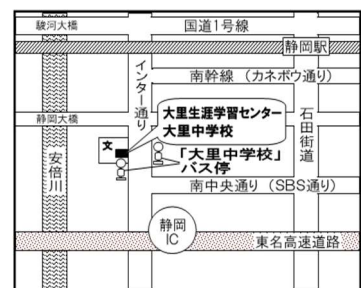 駿河大橋
国道1号線
静岡駅
インター通り
南幹線（カネボウ通り）
大里生涯学習センター
大里中学校
静岡大橋
石田街道
文
「大里中学校」
バス停
安倍川
南中央通り（SBS通り）
静岡
IC
東名高速道路